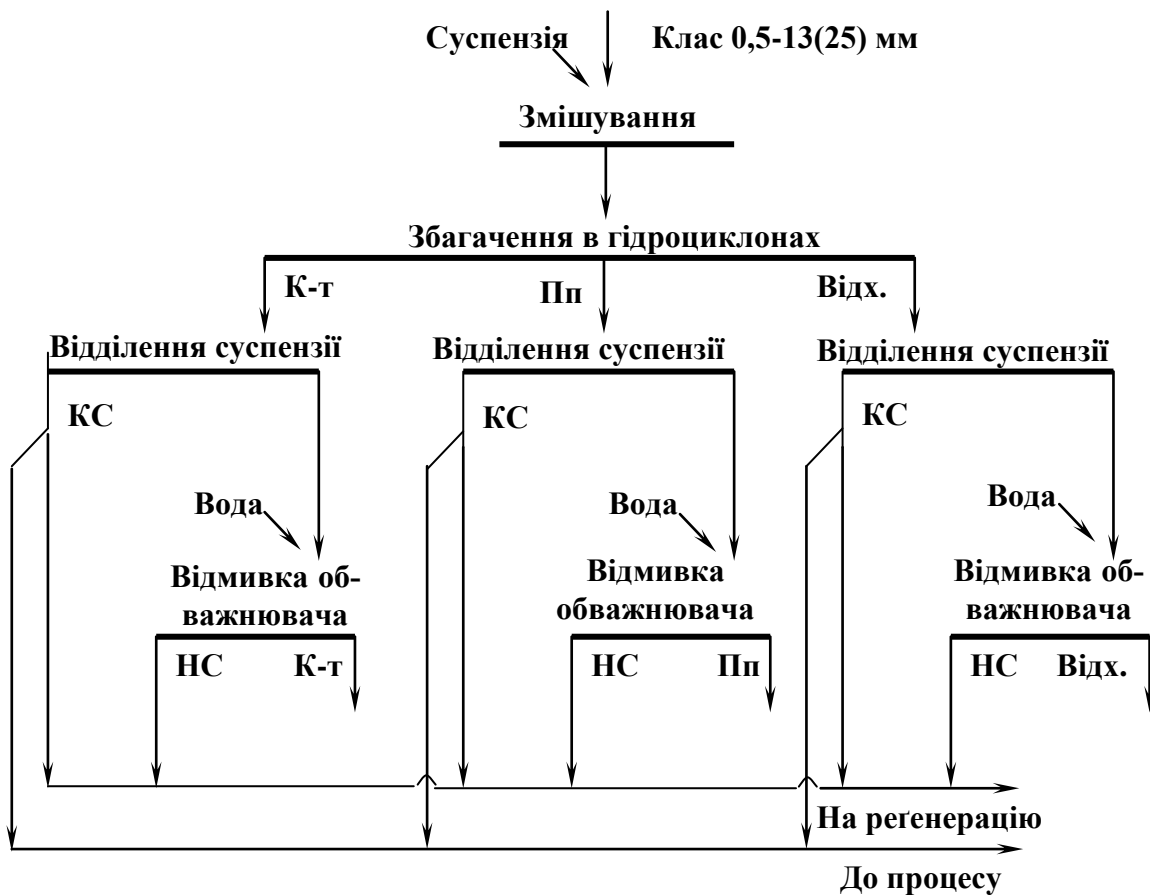 Суспензія
Клас 0,5-13(25) мм
Змішування
Збагачення в гідроциклонах
К-т
Пп
Відх.
Відділення суспензії
Відділення суспензії
Відділення суспензії
КС
КС
КС
Вода
Вода
Вода
Відмивка об-
важнювача
Відмивка
обважнювача
Відмивка об-
важнювача
НС
К-т
НС
Пп
НС
Відх.
На реґенерацію
До процесу